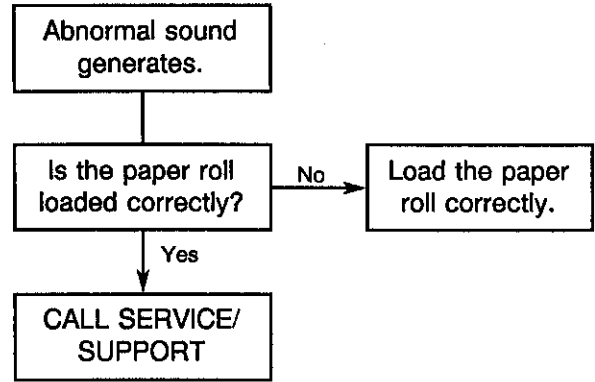 Abnormal sound
generates.
Is the paper roll
loaded correctly?
No
Load the paper
roll correctly.
Yes
CALL SERVICE/
SUPPORT